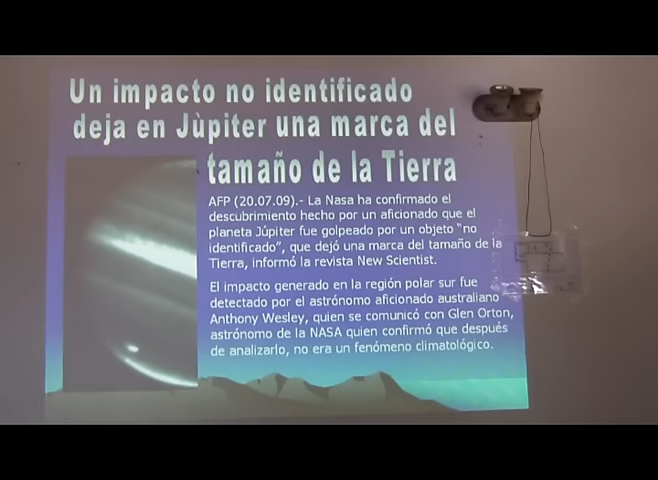 Un impacto no identificado
deja en Jùpiter una marca del
tamaño de la Tierra
AFP (20.07.09).- La Nasa ha confirmado el
descubrimiento hecho por un aficionado que el
planeta Júpiter fue golpeado por un objeto "no
identificado", que dejó una marca del tamaño de la
Tierra, informó la revista New Scientist.
El impacto generado en la región polar sur fue
detectado por el astrónomo aficionado australiano
Anthony Wesley, quien se comunicó con Glen Orton,
astrónomo de la NASA quien confirmó que después
de analizarlo, no era un fenómeno climatológico.